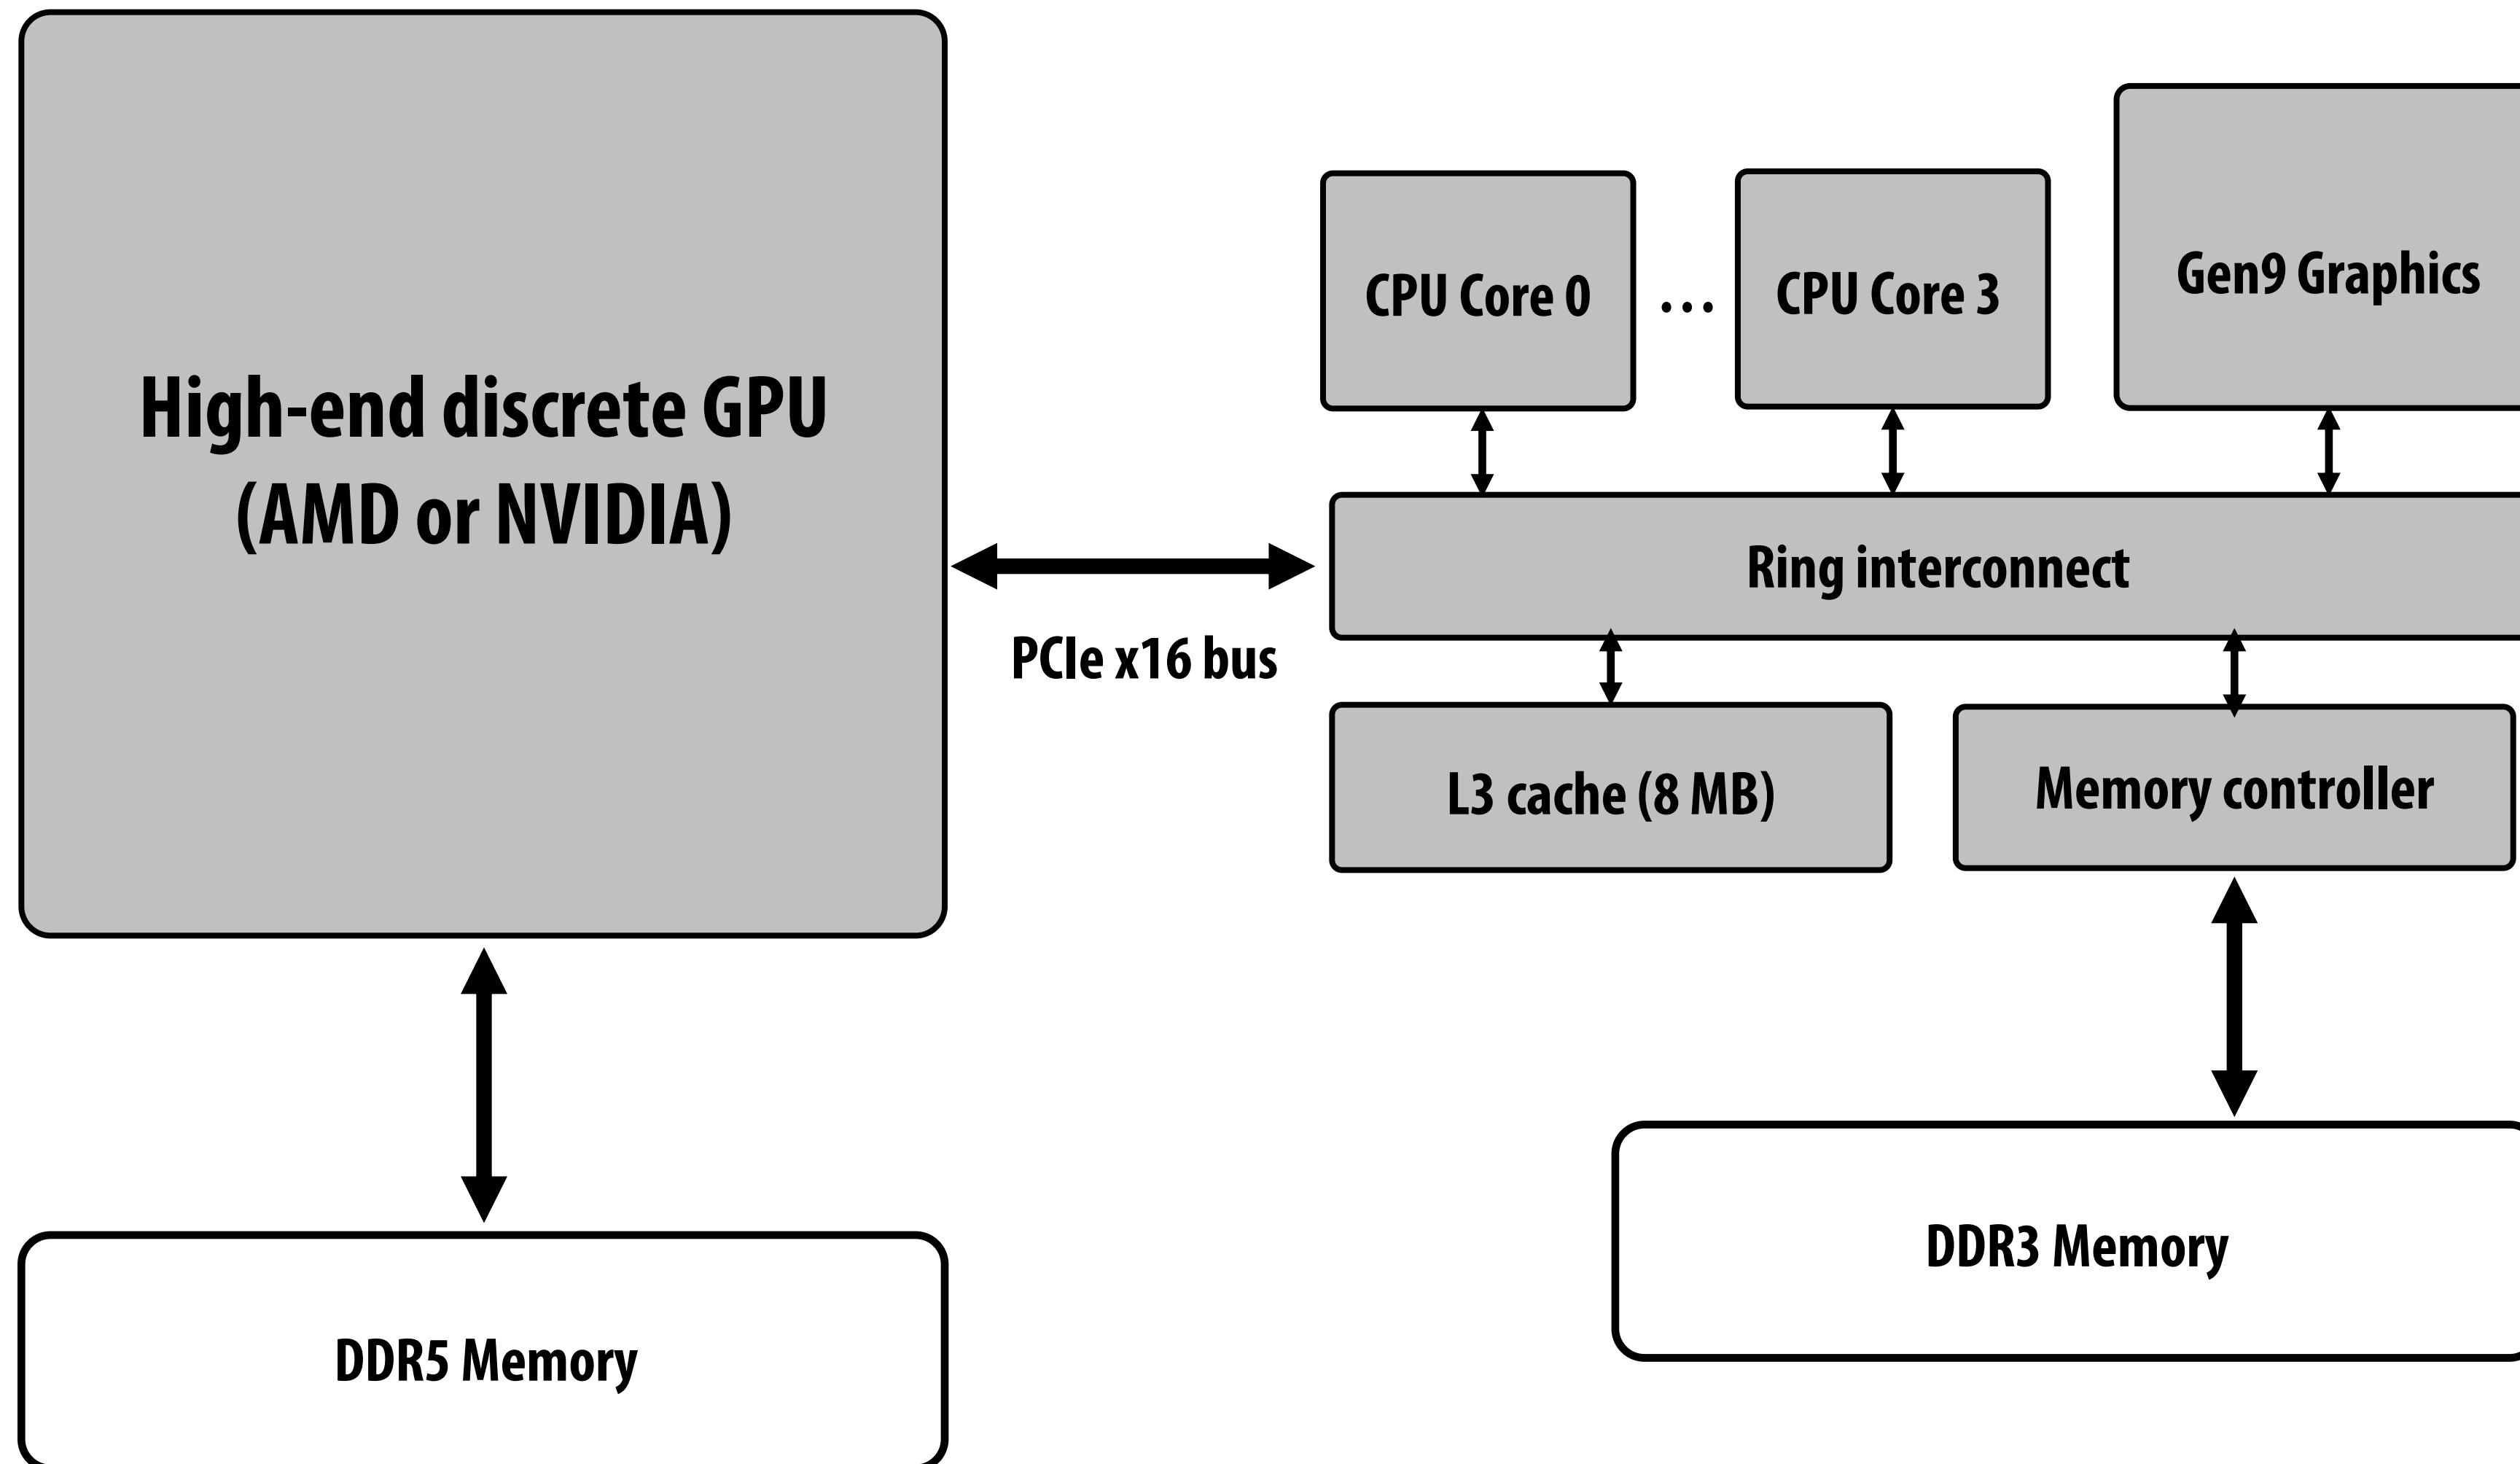 High-end discrete GPU
(AMD or NVIDIA)
PCIe x16 bus
DDR5 Memory
CPU Core 0
...
CPU Core 3
Gen9 Graphics
Ring interconnect
L3 cache (8 MB)
Memory controller
DDR3 Memory